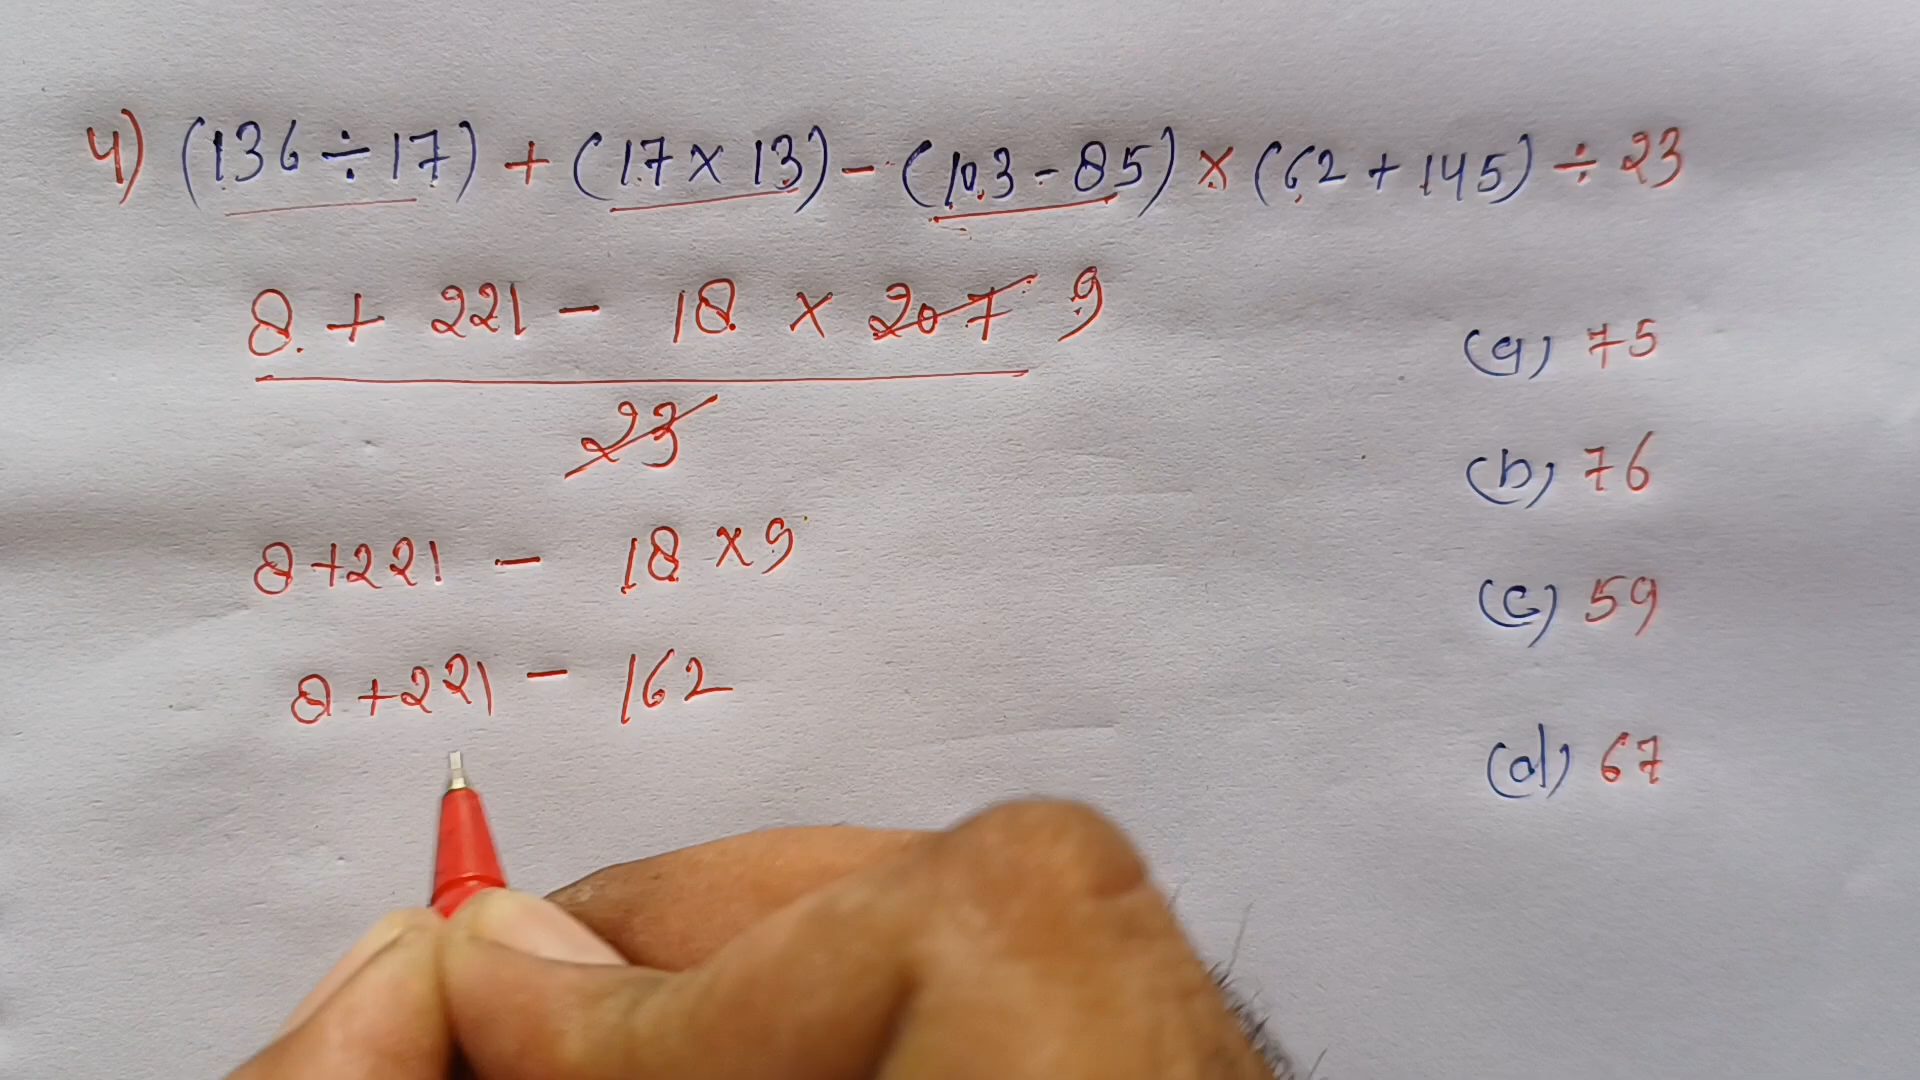 4) (136 ÷ 17) + (17 × 13) - (103 - 85) × (62 + 145) ÷ 23
8 + 221 - 18 × 207 9
23
8 + 221 - 18 × 9
8 + 221 - 162
(a) 75
(b) 76
(c) 59
(d) 67